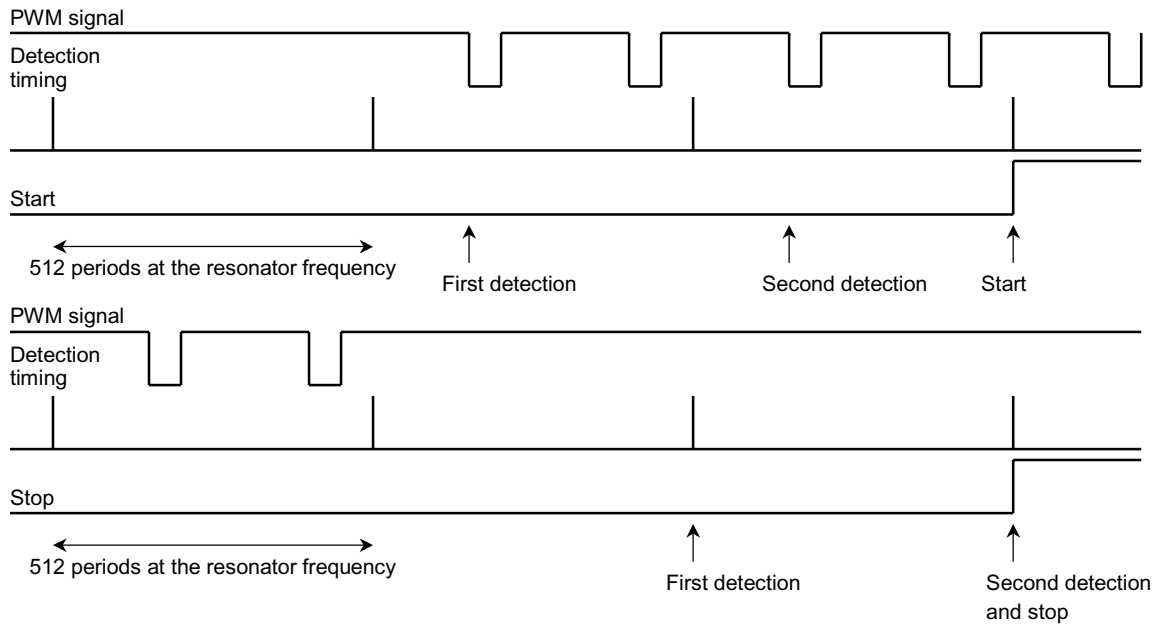 PWM signal
Detection
timing
Start
512 periods at the resonator frequency
First detection
Second detection
Start
PWM signal
Detection
timing
Stop
512 periods at the resonator frequency
First detection
Second detection
and stop